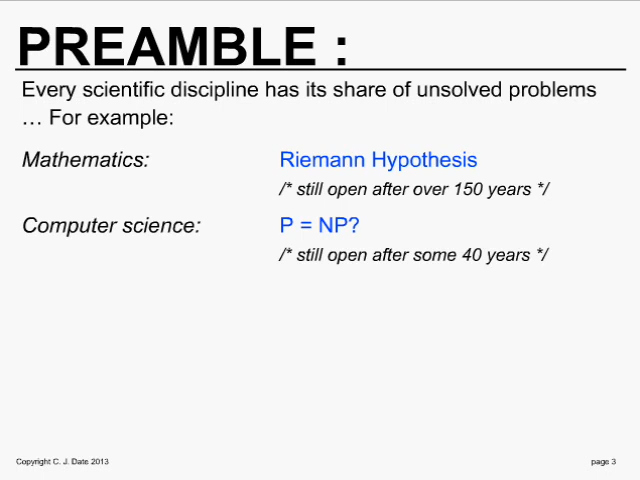 PREAMBLE :
Every scientific discipline has its share of unsolved problems
… For example:
Mathematics: Riemann Hypothesis
/* still open after over 150 years */
Computer science: P = NP?
/* still open after some 40 years */
Copyright C. J. Date 2013 page 3